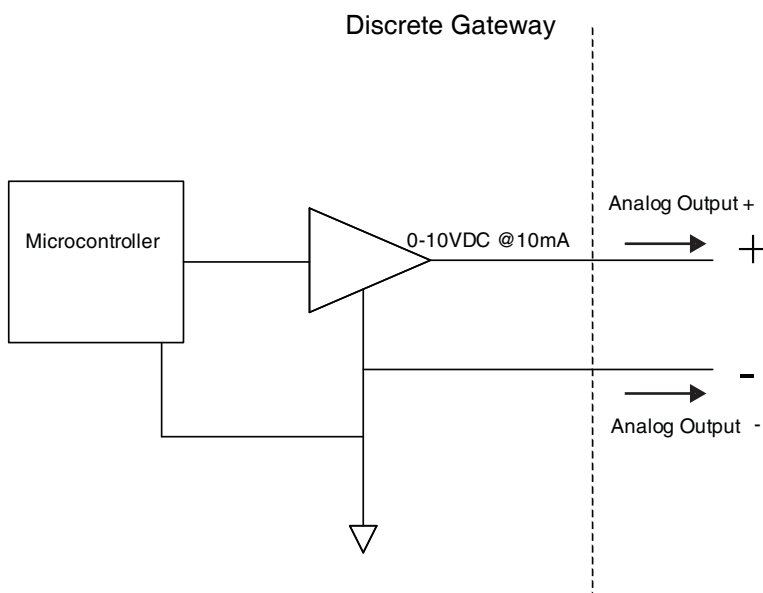 Discrete Gateway
Analog Output +
Microcontroller
0-10VDC @10mA
+
-
Analog Output -